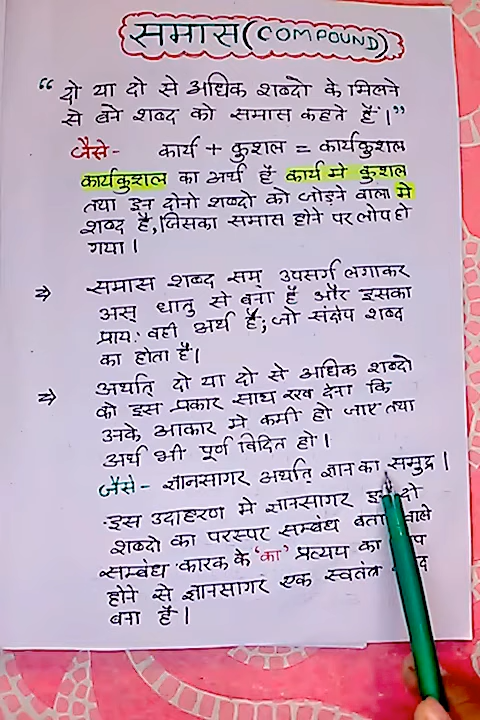 समास (COMPOUND)
“ दो या दो से अधिक शब्दो के मिलने
से बने शब्द को समास कहते हैं।”
जैसे- कार्य + कुशल = कार्यकुशल
कार्यकुशल का अर्थ हैं कार्य मे कुशल
तथा इन दोनो शब्दो को जोड़ने वाला मे
शब्द है, जिसका समास होने पर लोप हो
गया।
⇒ समास शब्द सम् उपसर्ग लगाकर
अस् धातु से बना हैं और इसका
प्रायः वही अर्थ हैं; जो संक्षेप शब्द
का होता हैं।
⇒ अर्थात् दो या दो से अधिक शब्दो
को इस प्रकार साथ रख देना कि
उनके आकार मे कमी हो जाए तथा
अर्थ भी पूर्ण विदित हो।
जैसे- ज्ञानसागर अर्थात् ज्ञान का समुद्र।
इस उदाहरण मे ज्ञानसागर दो
शब्दो का परस्पर सम्बंध
सम्बंध कारक के ‘का’ प्रत्यय का
होने से ज्ञानसागर एक स्वतंत्र
बना हैं।